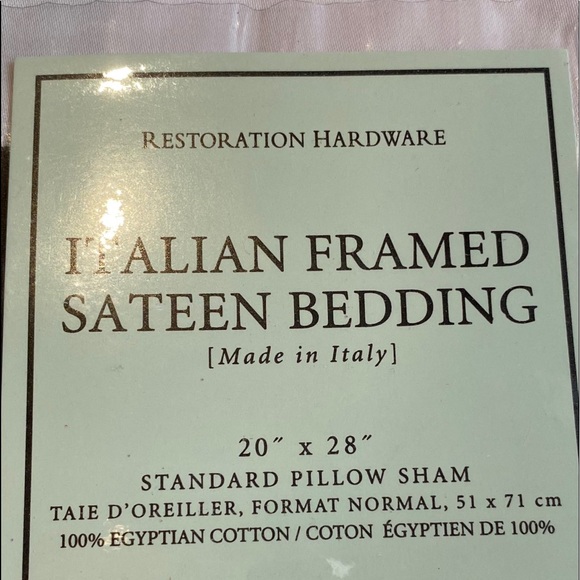 RESTORATION HARDWARE
ITALIAN FRAMED
SATEEN BEDDING
[Made in Italy]
20″ x 28″
STANDARD PILLOW SHAM
TAIE D’OREILLER, FORMAT NORMAL, 51 x 71 cm
100% EGYPTIAN COTTON / COTON ÉGYPTIEN DE 100%